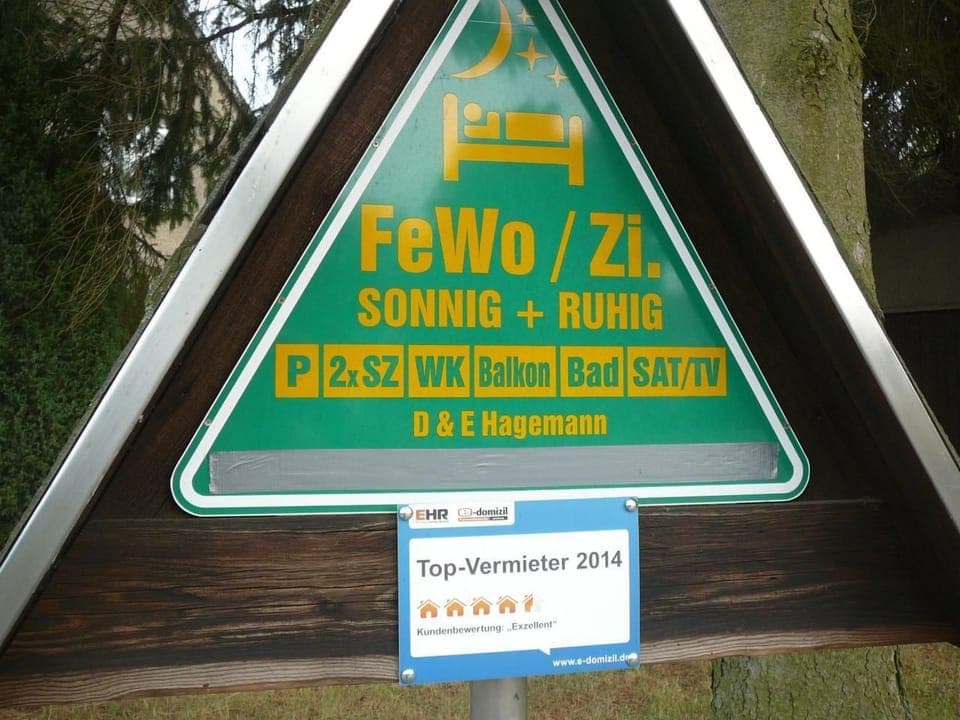 FeWo / Zi.
SONNIG + RUHIG
P 2xSZ WK Balkon Bad SAT/TV
D & E Hagemann
EHR e-domizil
Top-Vermieter 2014
Kundenbewertung: „Exzellent"
www.e-domizil.de